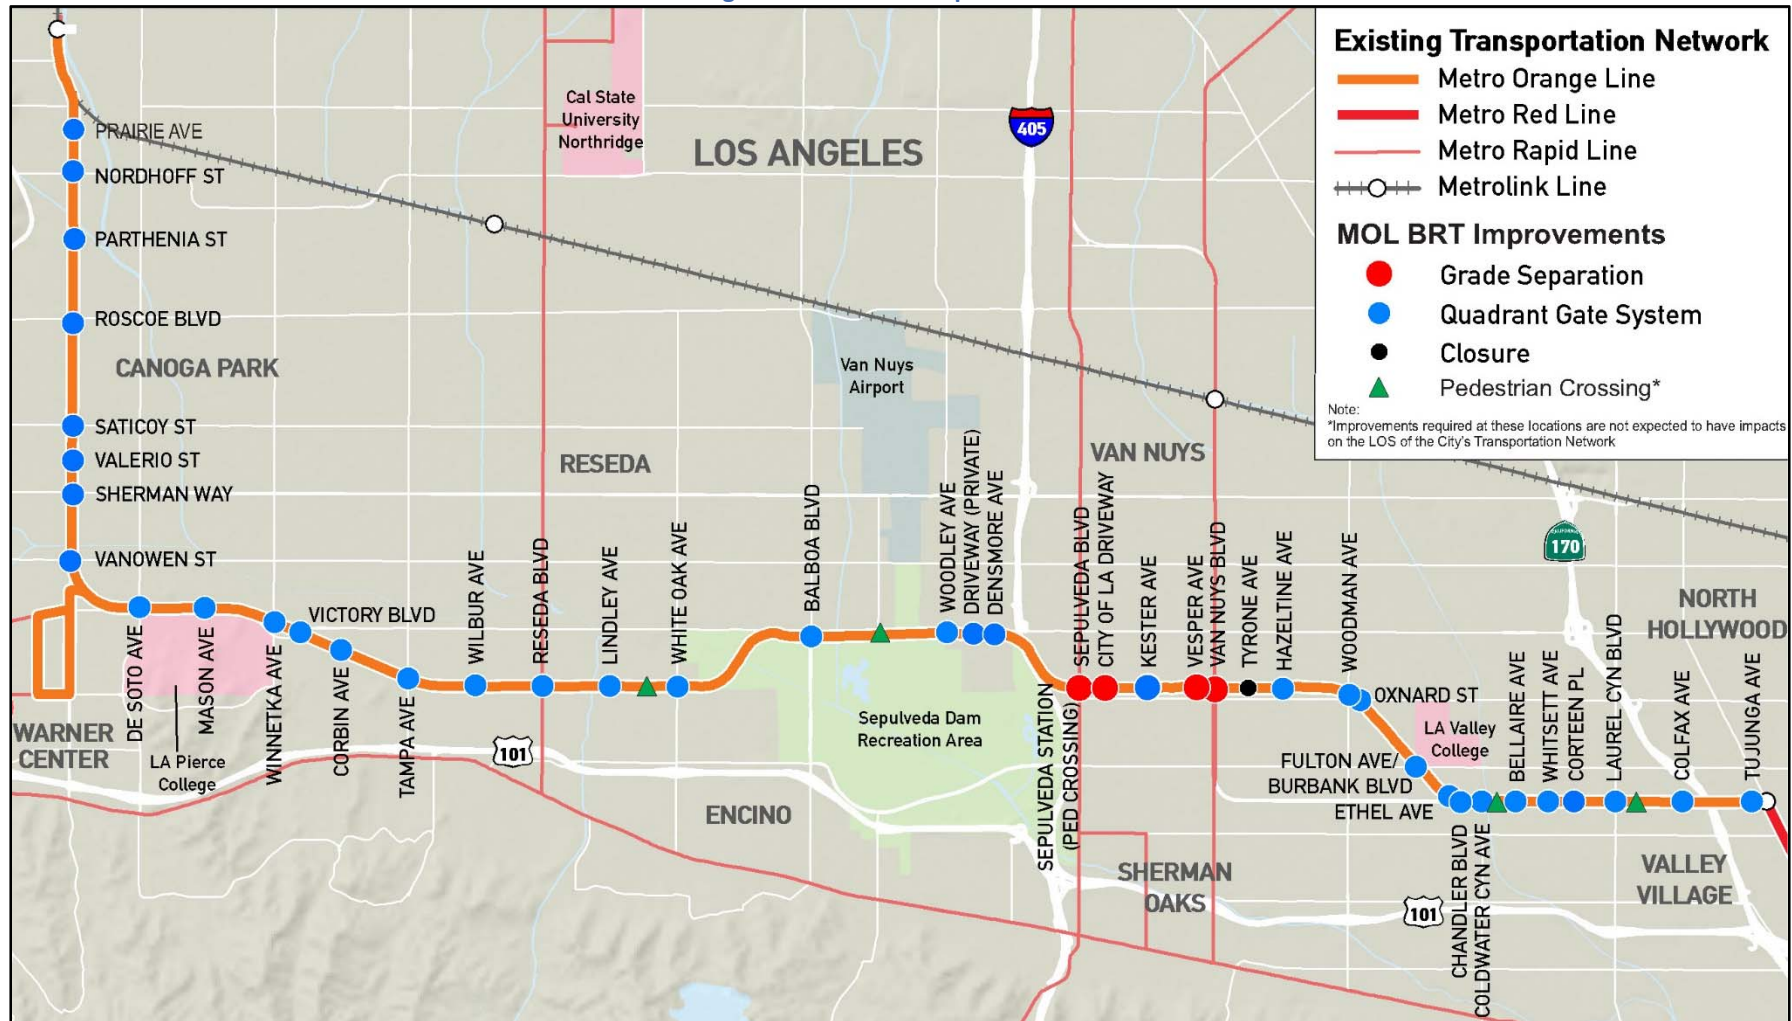 Existing Transportation Network
Metro Orange Line
Metro Red Line
Metro Rapid Line
Metrolink Line
MOL BRT Improvements
Grade Separation
Quadrant Gate System
Closure
Pedestrian Crossing*
Note:
*Improvements required at these locations are not expected to have impacts
on the LOS of the City's Transportation Network
PRAIRIE AVE
NORDHOFF ST
PARTHENIA ST
ROSCOE BLVD
CANOGA PARK
SATICOY ST
VALERIO ST
SHERMAN WAY
VANOWEN ST
Cal State
University
Northridge
LOS ANGELES
405
Van Nuys
Airport
RESEDA
VAN NUYS
170
NORTH
HOLLYWOOD
WARNER
CENTER
DE SOTO AVE
LA Pierce
College
MASON AVE
WINNETKA AVE
VICTORY BLVD
CORBIN AVE
TAMPA AVE
WILBUR AVE
RESEDA BLVD
LINDLEY AVE
WHITE OAK AVE
BALBOA BLVD
WOODLEY AVE
DRIVEWAY (PRIVATE)
DENSMORE AVE
Sepulveda Dam
Recreation Area
SEPULVEDA STATION
(PED CROSSING)
SEPULVEDA BLVD
CITY OF LA DRIVEWAY
KESTER AVE
VESPER AVE
VAN NUYS BLVD
TYRONE AVE
HAZELTINE AVE
WOODMAN AVE
OXNARD ST
LA Valley
College
FULTON AVE/
BURBANK BLVD
ETHEL AVE
CHANDLER BLVD
COLDWATER CYN AVE
BELLAIRE AVE
WHITSETT AVE
CORTEEN PL
LAUREL CYN BLVD
COLFAX AVE
TUJUNGA AVE
101
ENCINO
SHERMAN
OAKS
101
VALLEY
VILLAGE